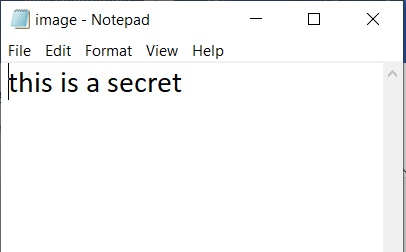 image - Notepad
File Edit Format View Help
this is a secret